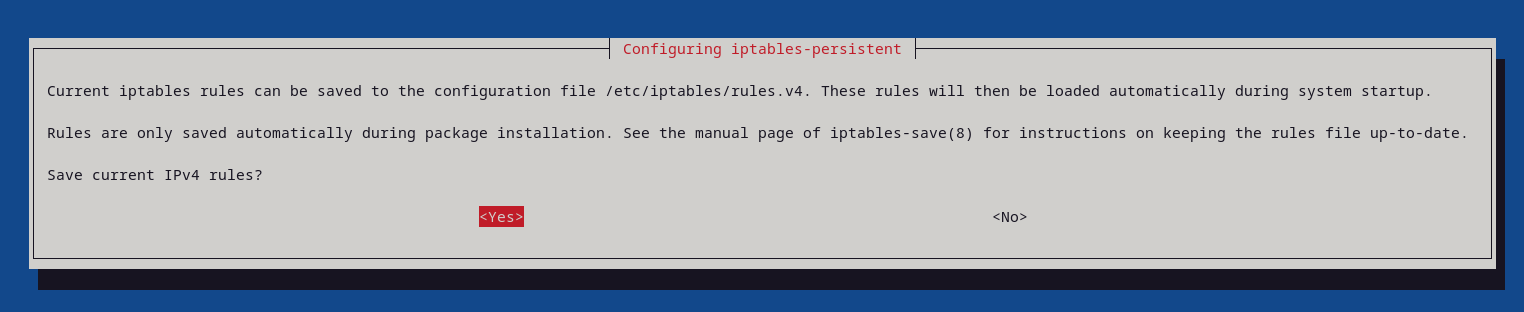 Configuring iptables-persistent
Current iptables rules can be saved to the configuration file /etc/iptables/rules.v4. These rules will then be loaded automatically during system startup.
Rules are only saved automatically during package installation. See the manual page of iptables-save(8) for instructions on keeping the rules file up-to-date.
Save current IPv4 rules?
<Yes> <No>